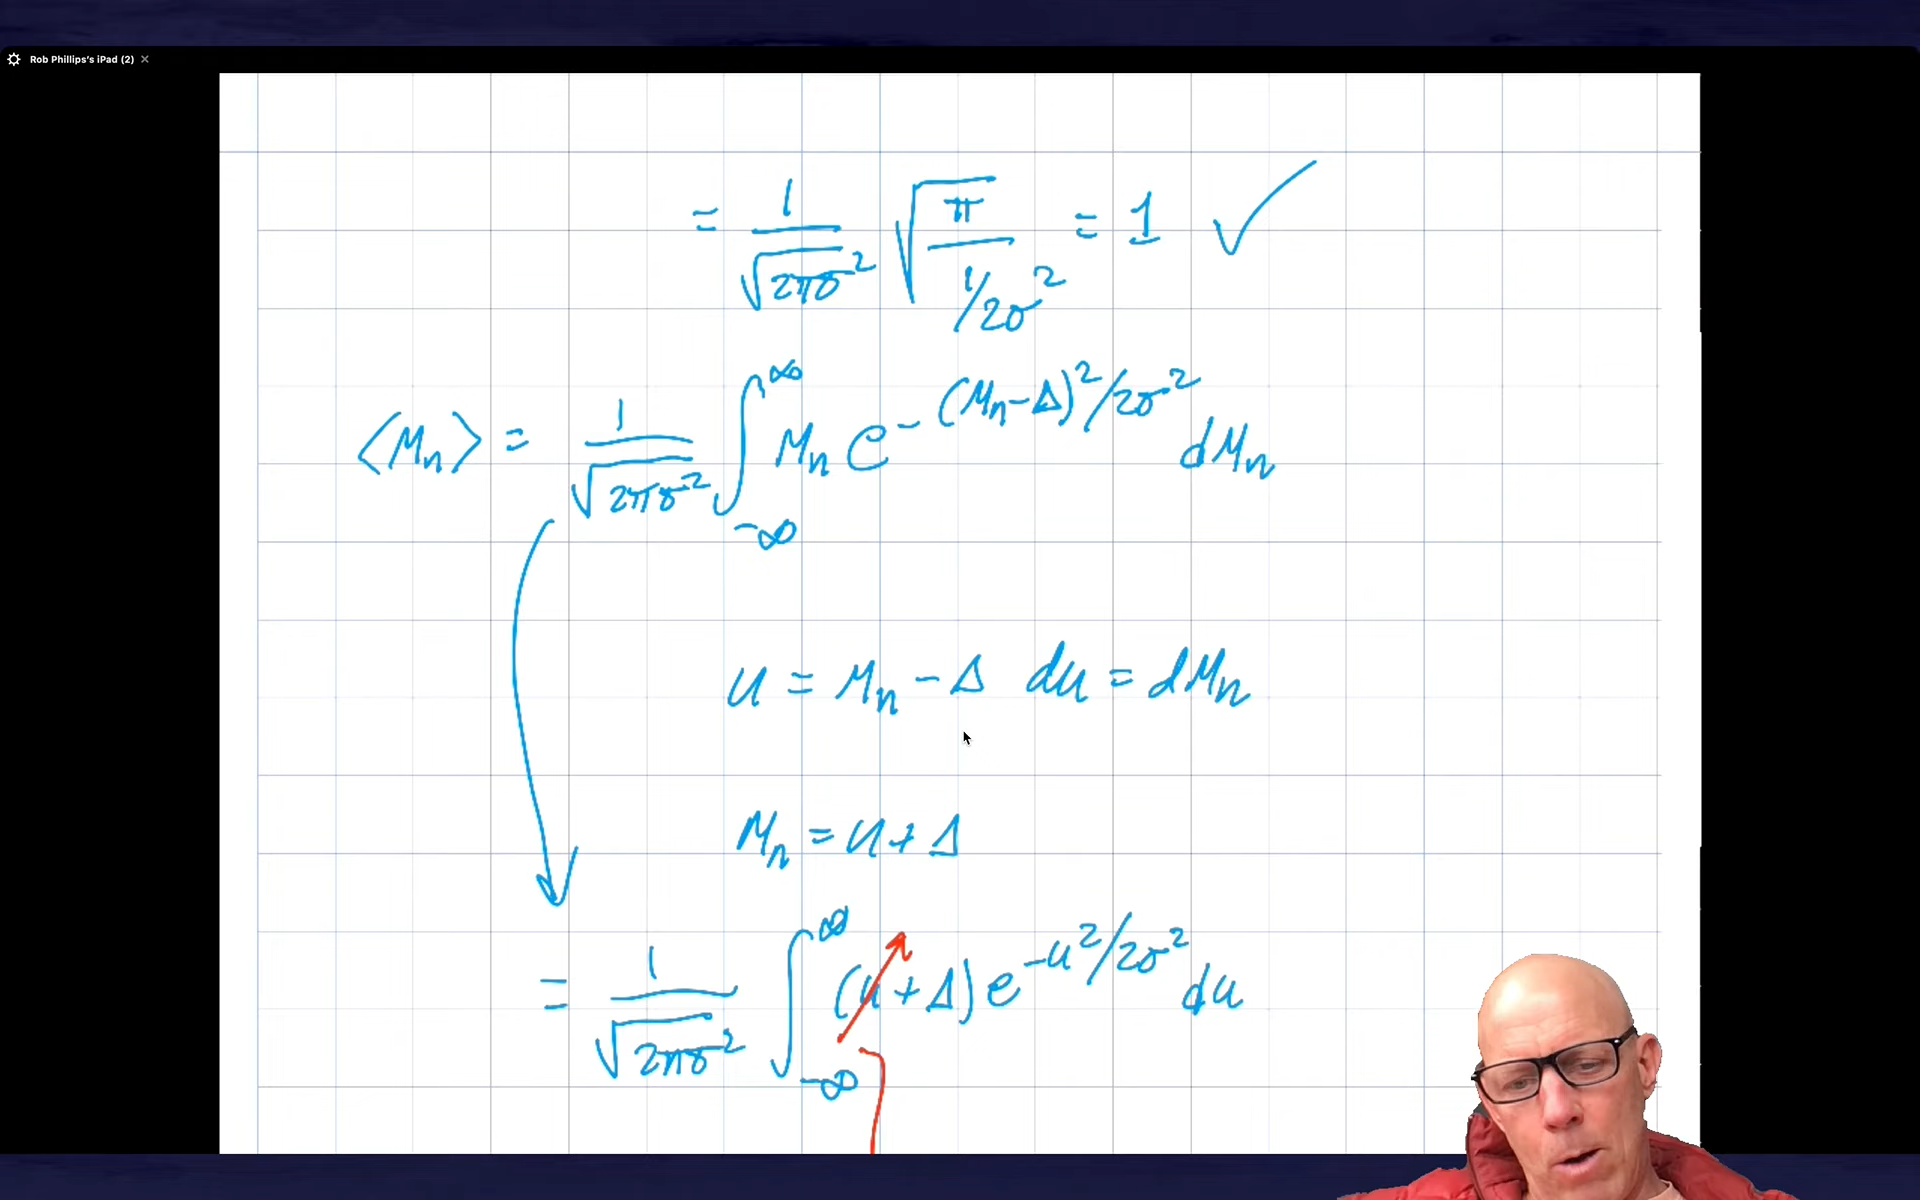 Rob Phillips's iPad (2) ×
= 1/√(2πσ²) √(π/(1/2σ²)) = 1 ✓
⟨Mn⟩ = 1/√(2πσ²) ∫_{-∞}^{∞} Mn e^{-(Mn-Δ)²/2σ²} dMn
u = Mn - Δ du = dMn
Mn = u + Δ
= 1/√(2πσ²) ∫_{-∞}^{∞} (u + Δ) e^{-u²/2σ²} du